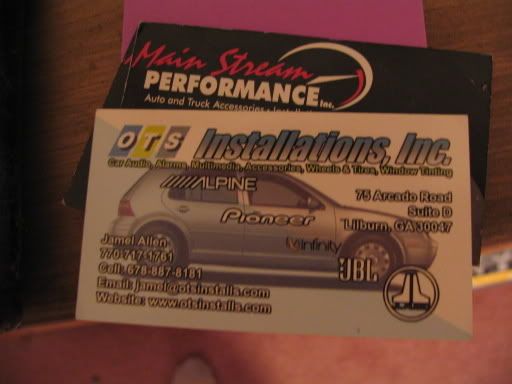 Main Stream
PERFORMANCE Inc.
Auto and Truck Accessories •
OTS Installations, Inc.
Car Audio, Alarms, Multimedia, Accessories, Wheels & Tires, Window Tinting
ALPINE
75 Arcado Road
Suite D
Lilburn, GA 30047
Pioneer
Infinity
Jamel Allen
770-717-1761
Cell: 678-887-8181
JBL
Email: jamel@otsinstalls.com
Website: www.otsinstalls.com